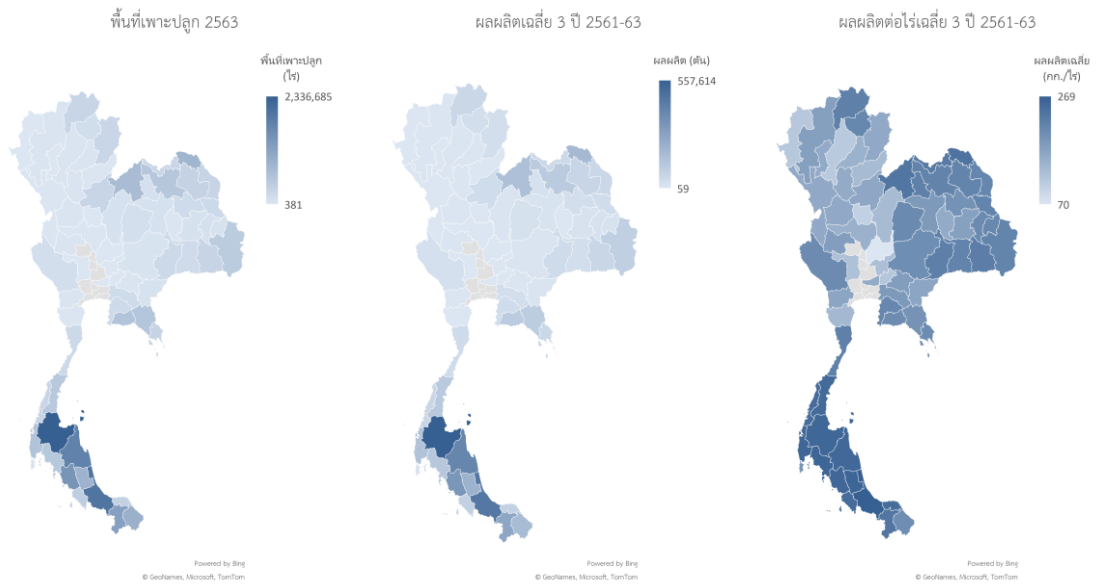 พื้นที่เพาะปลูก 2563
พื้นที่เพาะปลูก
(ไร่)
2,336,685
381
Powered by Bing
© GeoNames, Microsoft, TomTom
ผลผลิตเฉลี่ย 3 ปี 2561-63
ผลผลิต (ตัน)
557,614
59
Powered by Bing
© GeoNames, Microsoft, TomTom
ผลผลิตต่อไร่เฉลี่ย 3 ปี 2561-63
ผลผลิตเฉลี่ย
(กก./ไร่)
269
70
Powered by Bing
© GeoNames, Microsoft, TomTom